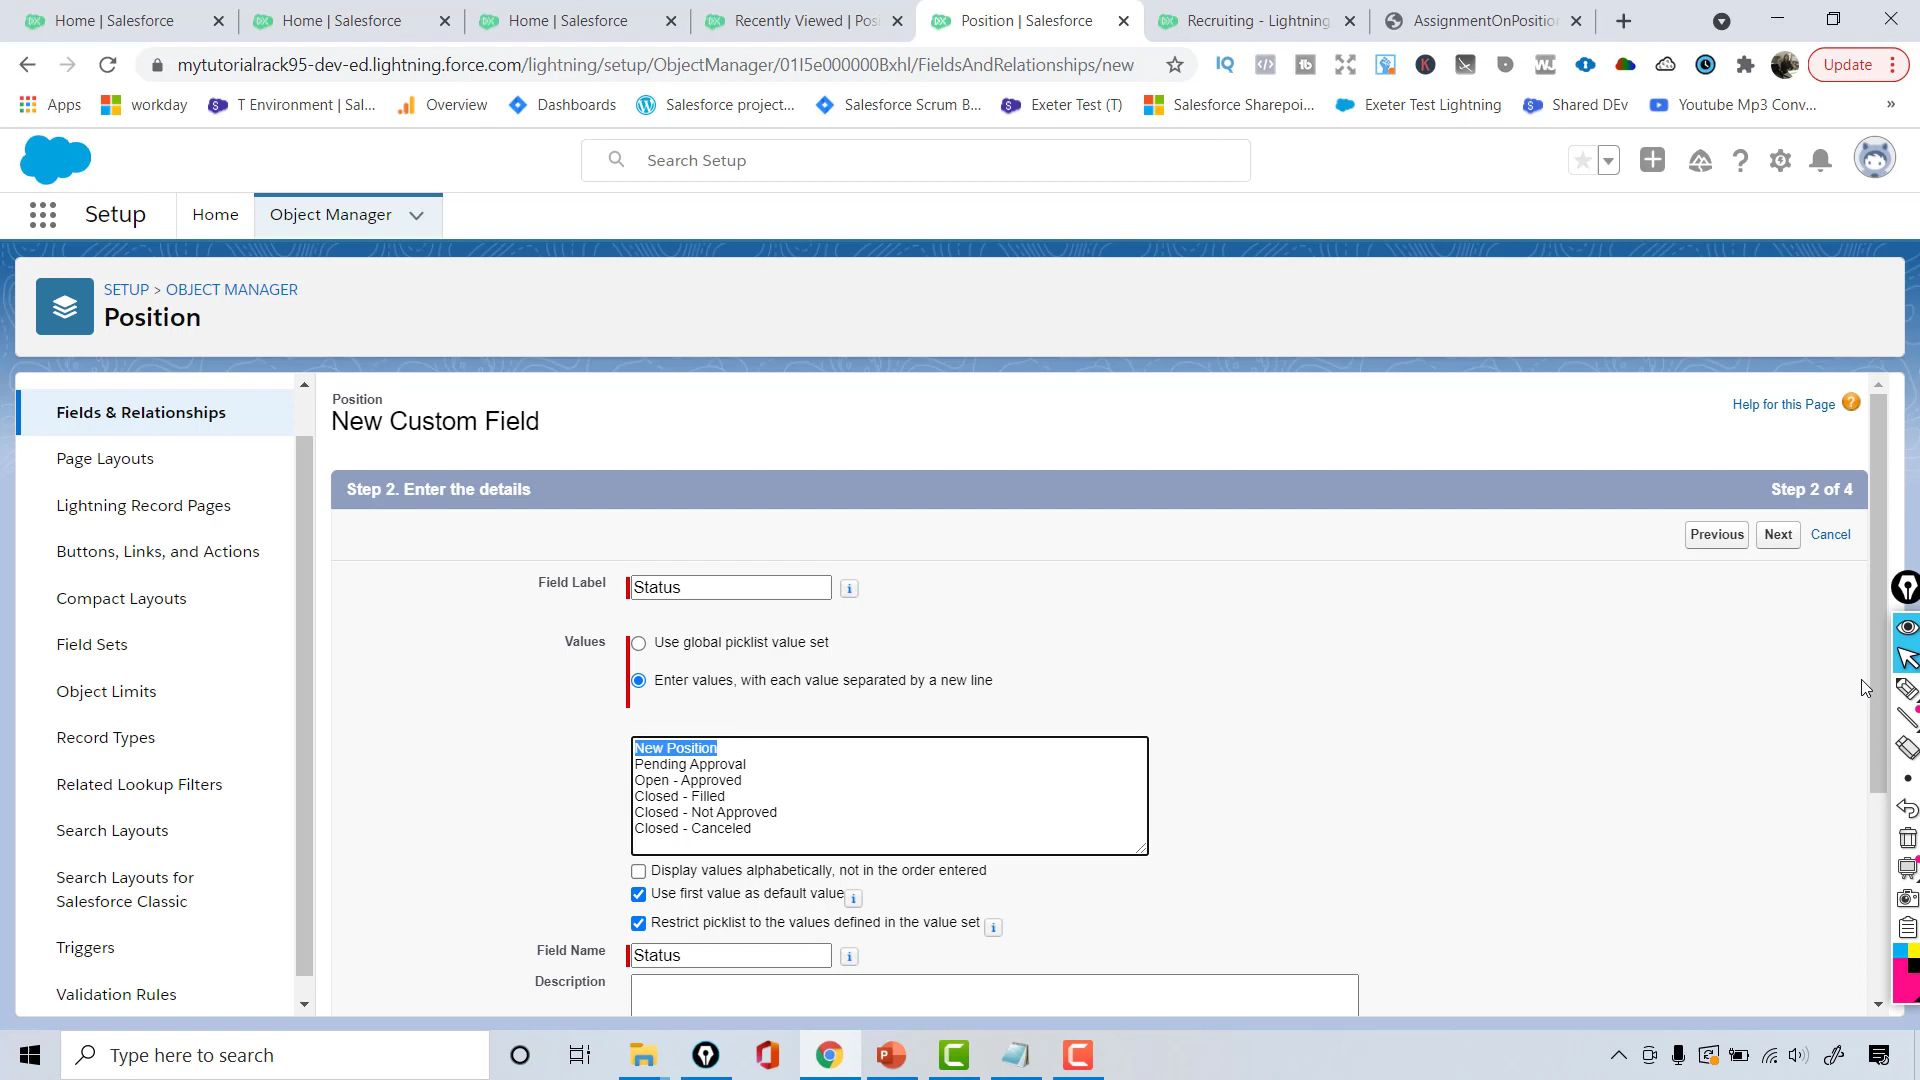 Home | Salesforce
Home | Salesforce
Home | Salesforce
Recently Viewed | Pos
Position | Salesforce
Recruiting - Lightning
AssignmentOnPosition
mytutorialrack95-dev-ed.lightning.force.com/lightning/setup/ObjectManager/01I5e000000Bxhl/FieldsAndRelationships/new
Update
Apps
workday
T Environment | Sal...
Overview
Dashboards
Salesforce project...
Salesforce Scrum B...
Exeter Test (T)
Salesforce Sharepoi...
Exeter Test Lightning
Shared DEv
Youtube Mp3 Conv...
Search Setup
Setup
Home
Object Manager
SETUP > OBJECT MANAGER
Position
Fields & Relationships
Page Layouts
Lightning Record Pages
Buttons, Links, and Actions
Compact Layouts
Field Sets
Object Limits
Record Types
Related Lookup Filters
Search Layouts
Search Layouts for
Salesforce Classic
Triggers
Validation Rules
Position
New Custom Field
Help for this Page
Step 2. Enter the details
Step 2 of 4
Previous
Next
Cancel
Field Label
Status
Values
Use global picklist value set
Enter values, with each value separated by a new line
New Position
Pending Approval
Open - Approved
Closed - Filled
Closed - Not Approved
Closed - Canceled
Display values alphabetically, not in the order entered
Use first value as default value
Restrict picklist to the values defined in the value set
Field Name
Status
Description
Type here to search